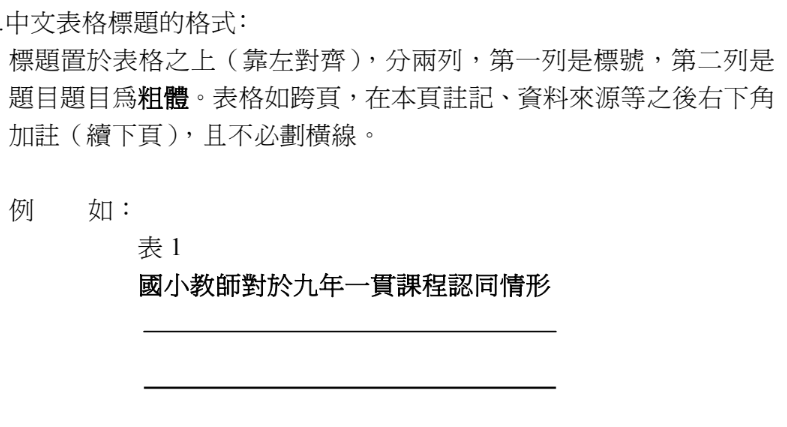 .中文表格標題的格式:
標題置於表格之上（靠左對齊），分兩列，第一列是標號，第二列是
題目題目為粗體。表格如跨頁，在本頁註記、資料來源等之後右下角
加註（續下頁），且不必劃橫線。
例　　如：
表 1
國小教師對於九年一貫課程認同情形